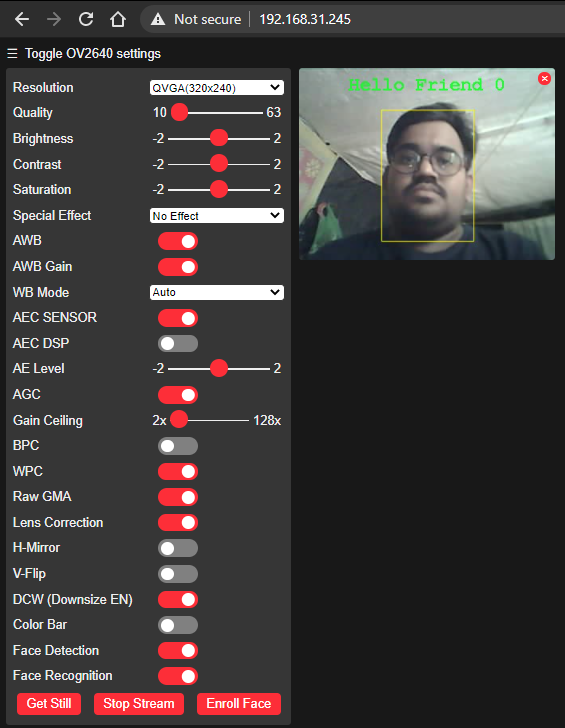 Not secure | 192.168.31.245
☰ Toggle OV2640 settings
Resolution QVGA(320x240)
Quality 10 63
Brightness -2 2
Contrast -2 2
Saturation -2 2
Special Effect No Effect
AWB
AWB Gain
WB Mode Auto
AEC SENSOR
AEC DSP
AE Level -2 2
AGC
Gain Ceiling 2x 128x
BPC
WPC
Raw GMA
Lens Correction
H-Mirror
V-Flip
DCW (Downsize EN)
Color Bar
Face Detection
Face Recognition
Get Still Stop Stream Enroll Face
Hello Friend 0